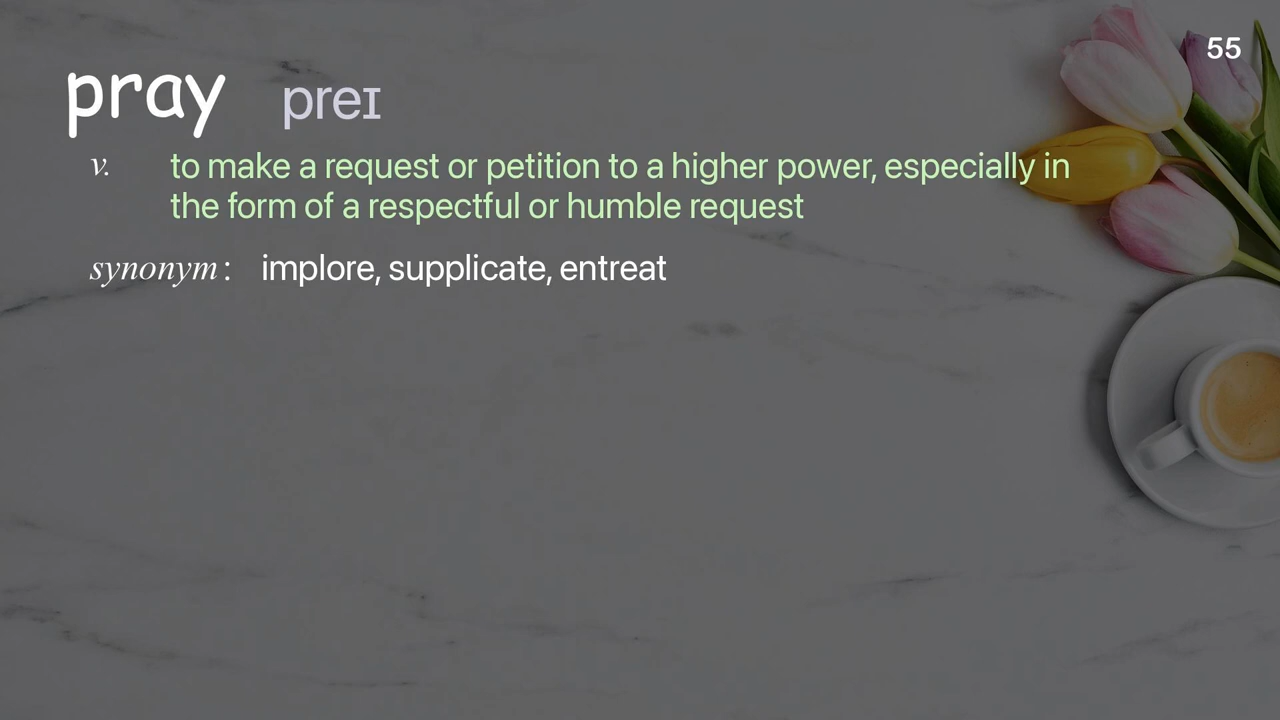 55
pray preɪ
v. to make a request or petition to a higher power, especially in
the form of a respectful or humble request
synonym: implore, supplicate, entreat